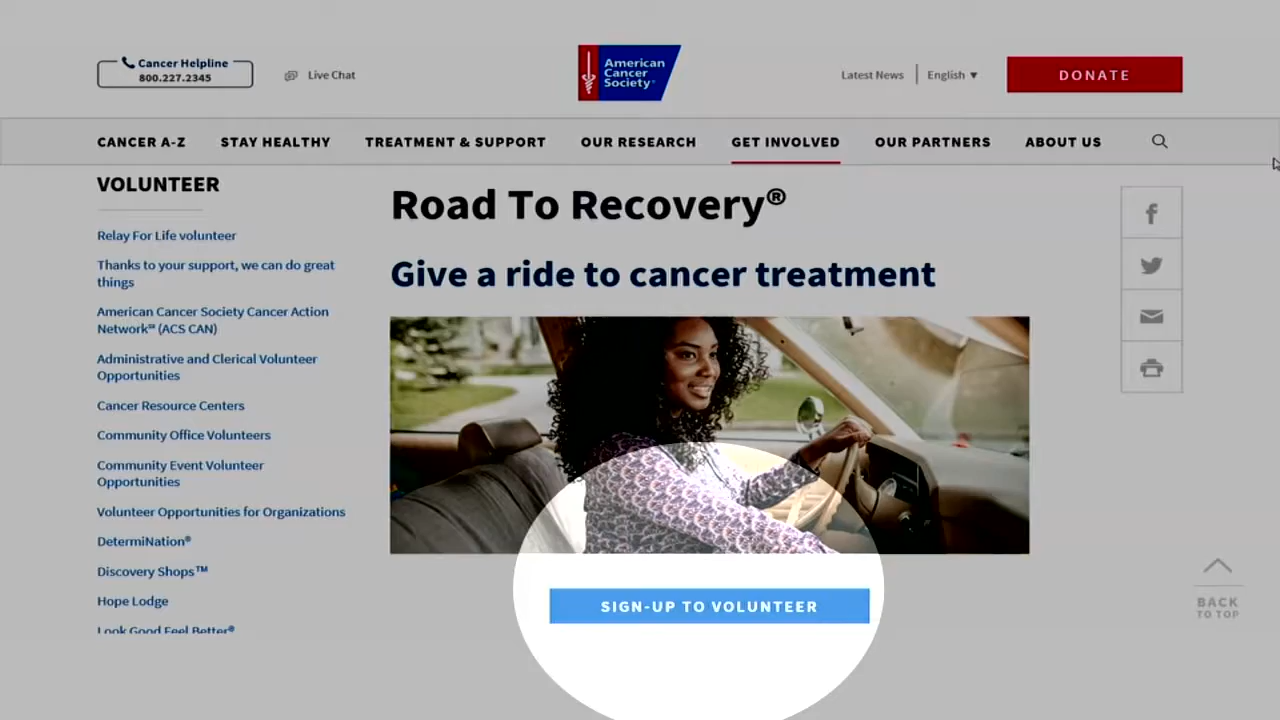 Cancer Helpline
800.227.2345
Live Chat
American
Cancer
Society®
Latest News
English ▼
DONATE
CANCER A-Z
STAY HEALTHY
TREATMENT & SUPPORT
OUR RESEARCH
GET INVOLVED
OUR PARTNERS
ABOUT US
VOLUNTEER
Relay For Life volunteer
Thanks to your support, we can do great
things
American Cancer Society Cancer Action
Network℠ (ACS CAN)
Administrative and Clerical Volunteer
Opportunities
Cancer Resource Centers
Community Office Volunteers
Community Event Volunteer
Opportunities
Volunteer Opportunities for Organizations
DetermiNation®
Discovery Shops™
Hope Lodge
Look Good Feel Better®
Road To Recovery®
Give a ride to cancer treatment
SIGN-UP TO VOLUNTEER
BACK
TO TOP